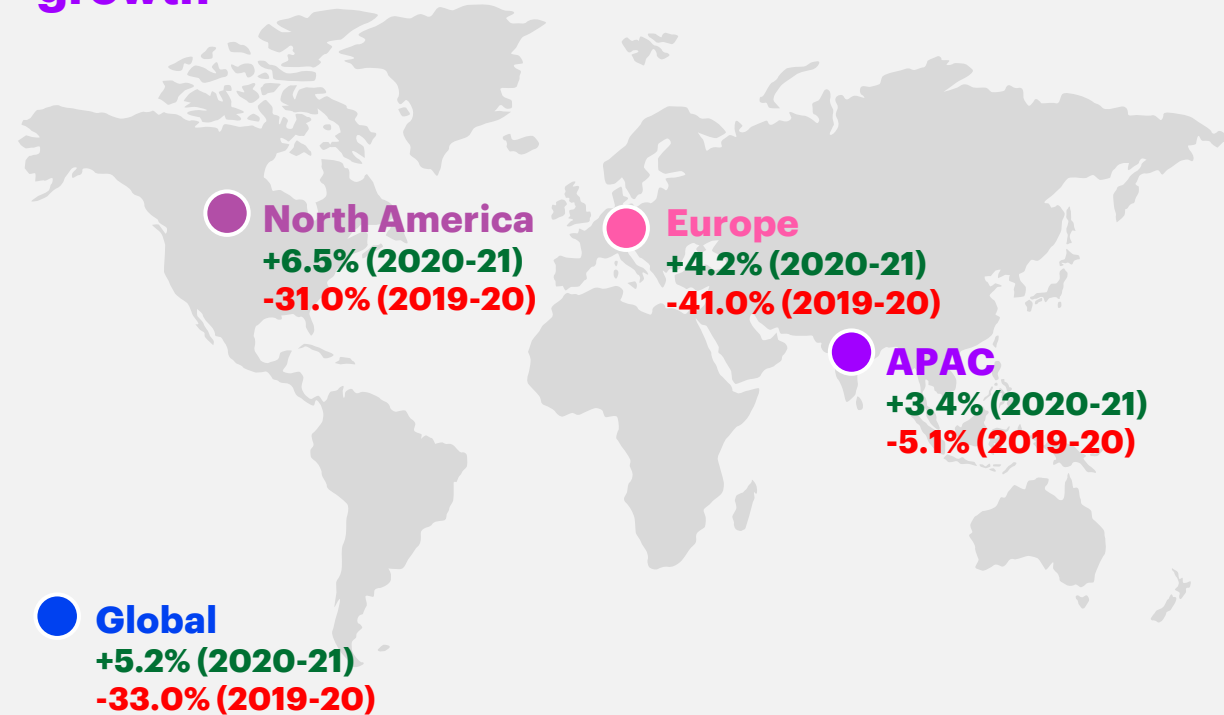 growth
North America
+6.5% (2020-21)
-31.0% (2019-20)
Europe
+4.2% (2020-21)
-41.0% (2019-20)
APAC
+3.4% (2020-21)
-5.1% (2019-20)
Global
+5.2% (2020-21)
-33.0% (2019-20)